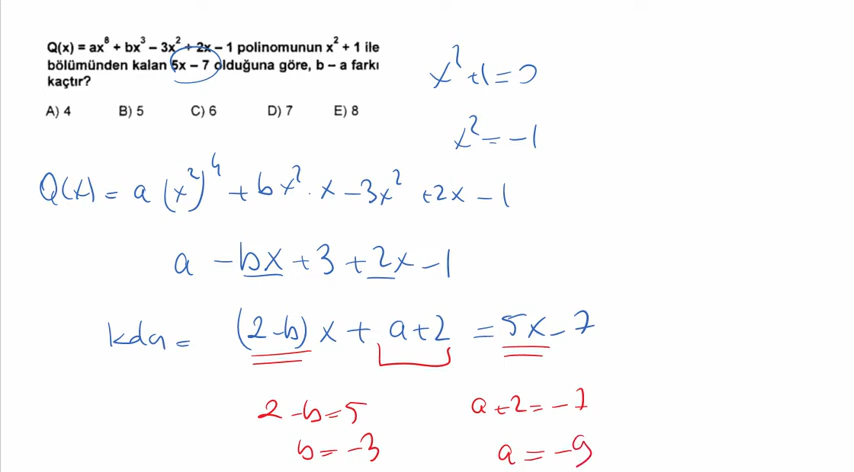 Q(x) = ax⁸ + bx³ − 3x² + 2x − 1 polinomunun x² + 1 ile
bölümünden kalan 5x − 7 olduğuna göre, b − a farkı
kaçtır?
A) 4 B) 5 C) 6 D) 7 E) 8
x²+1=0
x²=−1
Q(x) = a(x²)⁴ + bx².x − 3x² + 2x − 1
a − bx + 3 + 2x − 1
kda = (2−b)x + a+2 = 5x − 7
2−b=5
b=−3
a+2=−7
a=−9